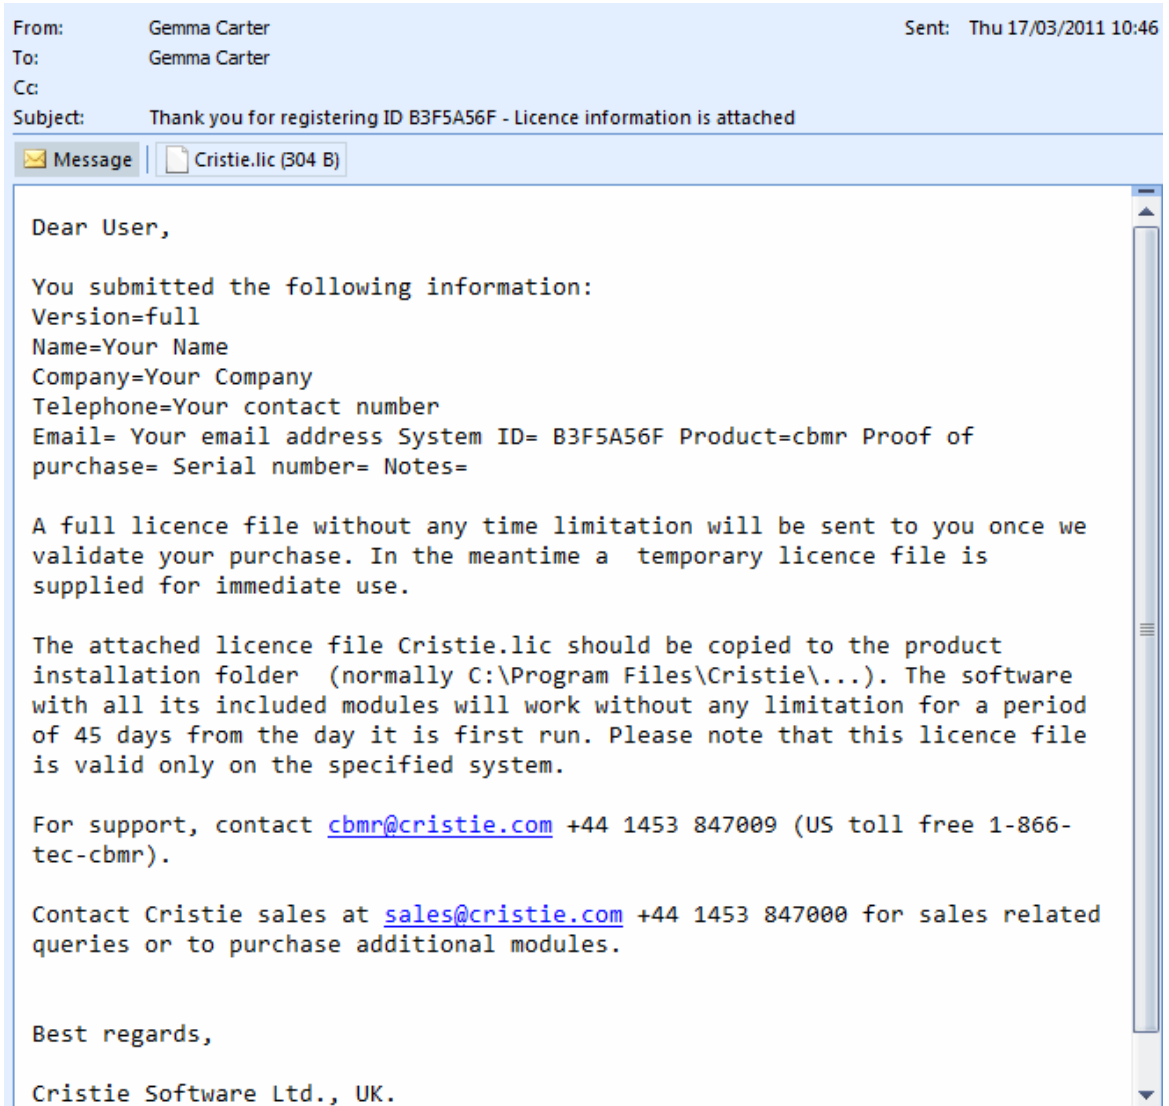 From: Gemma Carter Sent: Thu 17/03/2011 10:46
To: Gemma Carter
Cc:
Subject: Thank you for registering ID B3F5A56F - Licence information is attached
Message Cristie.lic (304 B)
Dear User,
You submitted the following information:
Version=full
Name=Your Name
Company=Your Company
Telephone=Your contact number
Email= Your email address System ID= B3F5A56F Product=cbmr Proof of
purchase= Serial number= Notes=
A full licence file without any time limitation will be sent to you once we
validate your purchase. In the meantime a  temporary licence file is
supplied for immediate use.
The attached licence file Cristie.lic should be copied to the product
installation folder  (normally C:\Program Files\Cristie\...). The software
with all its included modules will work without any limitation for a period
of 45 days from the day it is first run. Please note that this licence file
is valid only on the specified system.
For support, contact cbmr@cristie.com +44 1453 847009 (US toll free 1-866-
tec-cbmr).
Contact Cristie sales at sales@cristie.com +44 1453 847000 for sales related
queries or to purchase additional modules.
Best regards,
Cristie Software Ltd., UK.